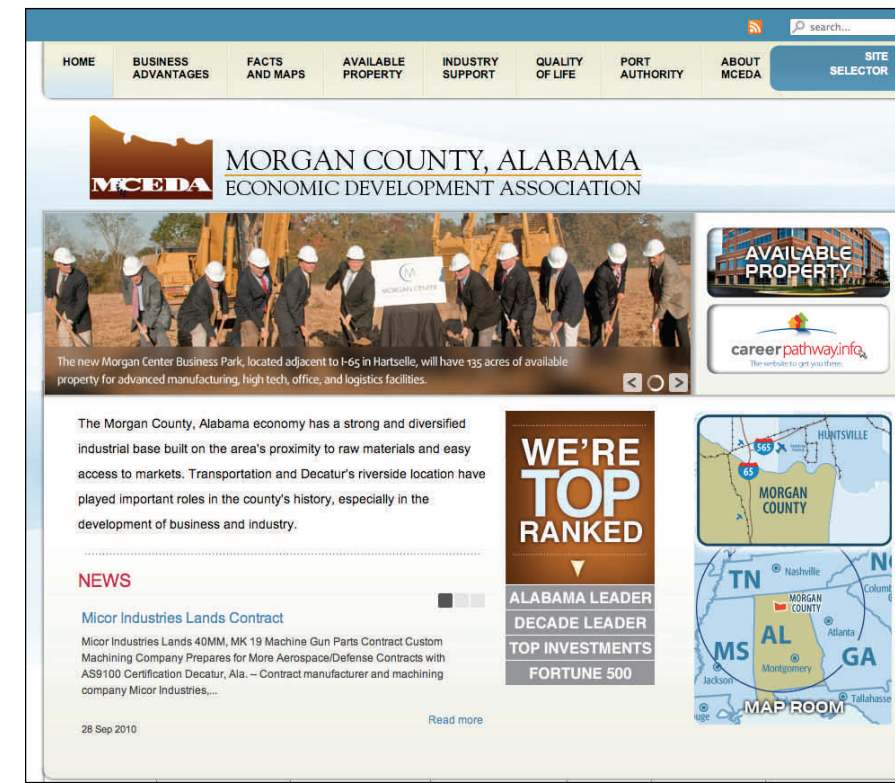 search...
HOME
BUSINESS
ADVANTAGES
FACTS
AND MAPS
AVAILABLE
PROPERTY
INDUSTRY
SUPPORT
QUALITY
OF LIFE
PORT
AUTHORITY
ABOUT
MCEDA
SITE
SELECTOR
MCEDA
MORGAN COUNTY, ALABAMA
ECONOMIC DEVELOPMENT ASSOCIATION
CM
MORGAN CENTER
The new Morgan Center Business Park, located adjacent to I-65 in Hartselle, will have 135 acres of available
property for advanced manufacturing, high tech, office, and logistics facilities.
AVAILABLE
PROPERTY
careerpathway.info
The website to get you there.
The Morgan County, Alabama economy has a strong and diversified
industrial base built on the area's proximity to raw materials and easy
access to markets. Transportation and Decatur's riverside location have
played important roles in the county's history, especially in the
development of business and industry.
NEWS
Micor Industries Lands Contract
Micor Industries Lands 40MM, MK 19 Machine Gun Parts Contract Custom
Machining Company Prepares for More Aerospace/Defense Contracts with
AS9100 Certification Decatur, Ala. – Contract manufacturer and machining
company Micor Industries,...
Read more
28 Sep 2010
WE'RE
TOP
RANKED
ALABAMA LEADER
DECADE LEADER
TOP INVESTMENTS
FORTUNE 500
HUNTSVILLE
565
65
MORGAN
COUNTY
TN
Nashville
N
Columb
MORGAN
COUNTY
Atlanta
MS
AL
GA
Montgomery
Jackson
Tallahasse
MAP ROOM